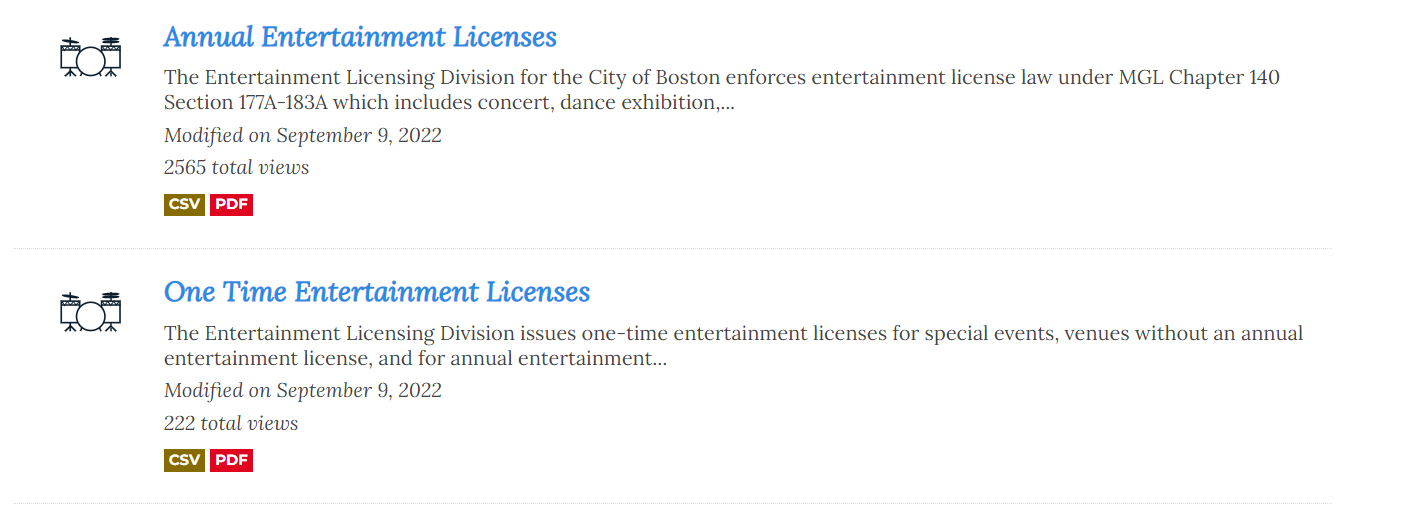 Annual Entertainment Licenses
The Entertainment Licensing Division for the City of Boston enforces entertainment license law under MGL Chapter 140
Section 177A-183A which includes concert, dance exhibition,...
Modified on September 9, 2022
2565 total views
CSV PDF
One Time Entertainment Licenses
The Entertainment Licensing Division issues one-time entertainment licenses for special events, venues without an annual
entertainment license, and for annual entertainment...
Modified on September 9, 2022
222 total views
CSV PDF